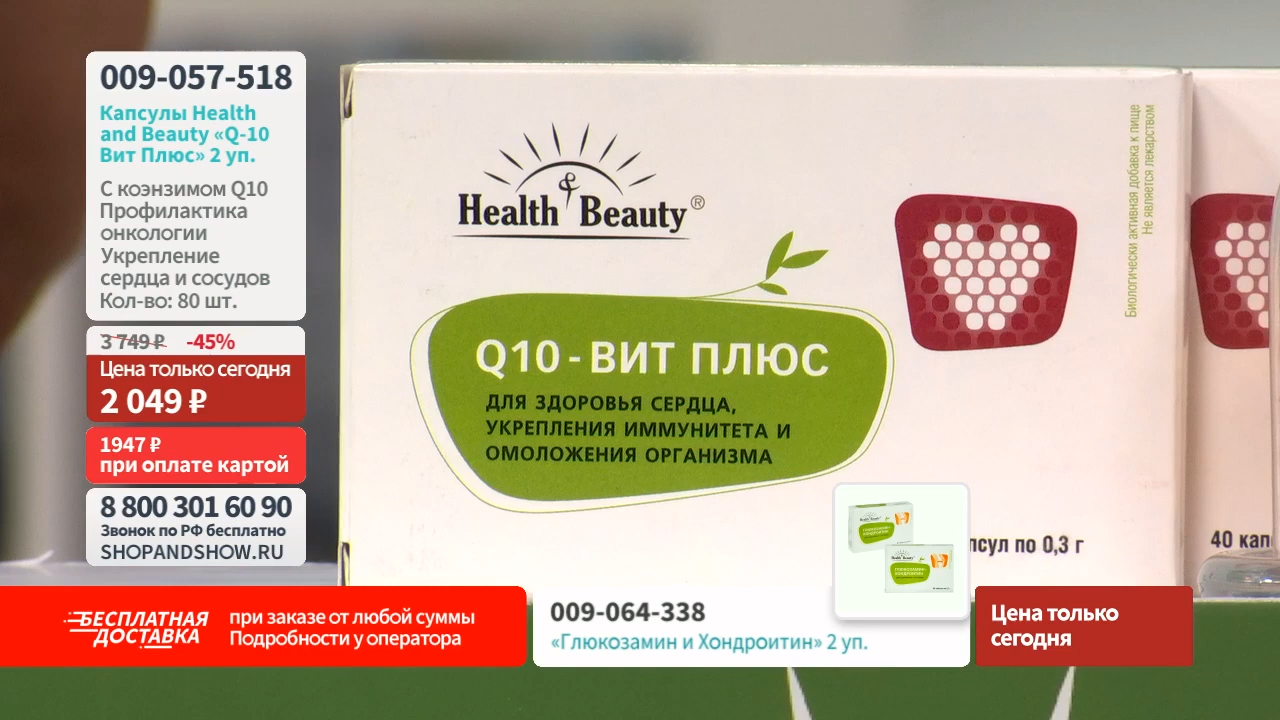 009-057-518
Капсулы Health
and Beauty «Q-10
Вит Плюс» 2 уп.
С коэнзимом Q10
Профилактика
онкологии
Укрепление
сердца и сосудов
Кол-во: 80 шт.
3 749 ₽ -45%
Цена только сегодня
2 049 ₽
1947 ₽
при оплате картой
8 800 301 60 90
Звонок по РФ бесплатно
SHOPANDSHOW.RU
Health Beauty®
Q10 - ВИТ ПЛЮС
ДЛЯ ЗДОРОВЬЯ СЕРДЦА,
УКРЕПЛЕНИЯ ИММУНИТЕТА И
ОМОЛОЖЕНИЯ ОРГАНИЗМА
Биологически активная добавка к пище
Не является лекарством
по 0,3 г
40
БЕСПЛАТНАЯ
ДОСТАВКА
при заказе от любой суммы
Подробности у оператора
009-064-338
«Глюкозамин и Хондроитин» 2 уп.
Цена только
сегодня